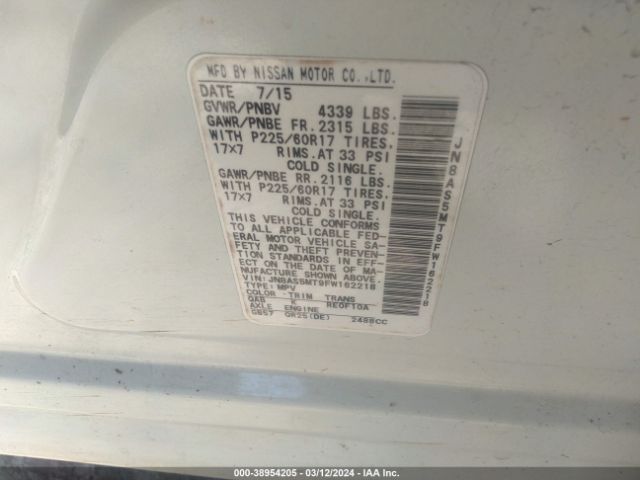 MFD BY NISSAN MOTOR CO.,LTD.
DATE 7/15
GVWR/PNBV 4339 LBS.
GAWR/PNBE FR. 2315 LBS.
WITH P225/60R17 TIRES.
17x7 RIMS.AT 33 PSI
COLD SINGLE.
GAWR/PNBE RR. 2116 LBS.
WITH P225/60R17 TIRES.
17x7 RIMS.AT 33 PSI
COLD SINGLE.
THIS VEHICLE CONFORMS
TO ALL APPLICABLE FED-
ERAL MOTOR VEHICLE SA-
FETY AND THEFT PREVEN-
TION STANDARDS IN EFF-
ECT ON THE DATE OF MA-
NUFACTURE SHOWN ABOVE.
VIN: JN8AS5MT9FW162218
TYPE: MPV
COLOR TRIM TRANS
QAB K RE0F10A
AXLE ENGINE
GB57 QR25(DE) 2488CC
JN8AS5MT9FW162218
000-38954205 - 03/12/2024 - IAA Inc.